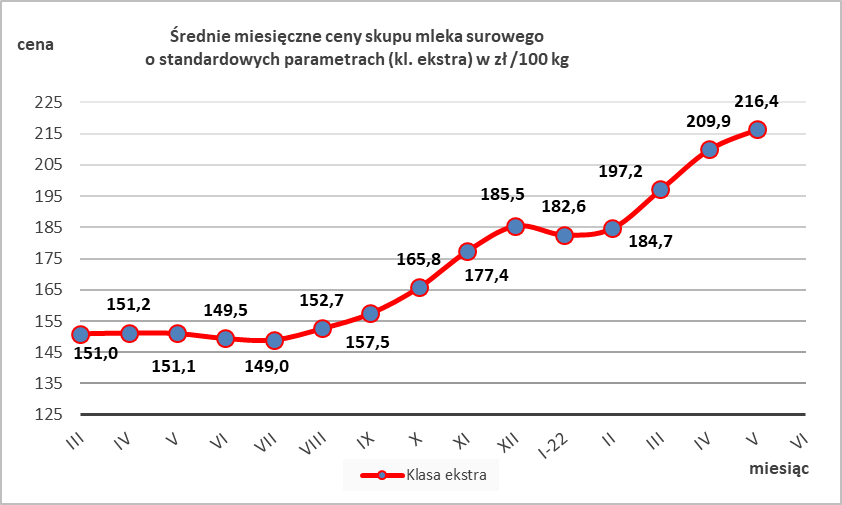 Średnie miesięczne ceny skupu mleka surowego
o standardowych parametrach (kl. ekstra) w zł /100 kg
cena
225
215
205
195
185
175
165
155
145
135
125
151,0
151,2
151,1
149,5
149,0
152,7
157,5
165,8
177,4
185,5
182,6
184,7
197,2
209,9
216,4
III
IV
V
VI
VII
VIII
IX
X
XI
XII
I-22
II
III
IV
V
VI
miesiąc
Klasa ekstra